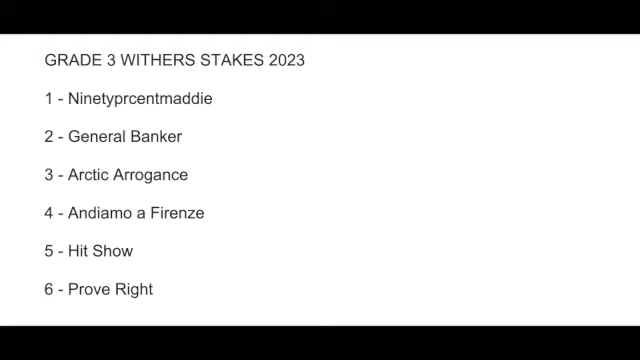 GRADE 3 WITHERS STAKES 2023
1 - Ninetyprcentmaddie
2 - General Banker
3 - Arctic Arrogance
4 - Andiamo a Firenze
5 - Hit Show
6 - Prove Right